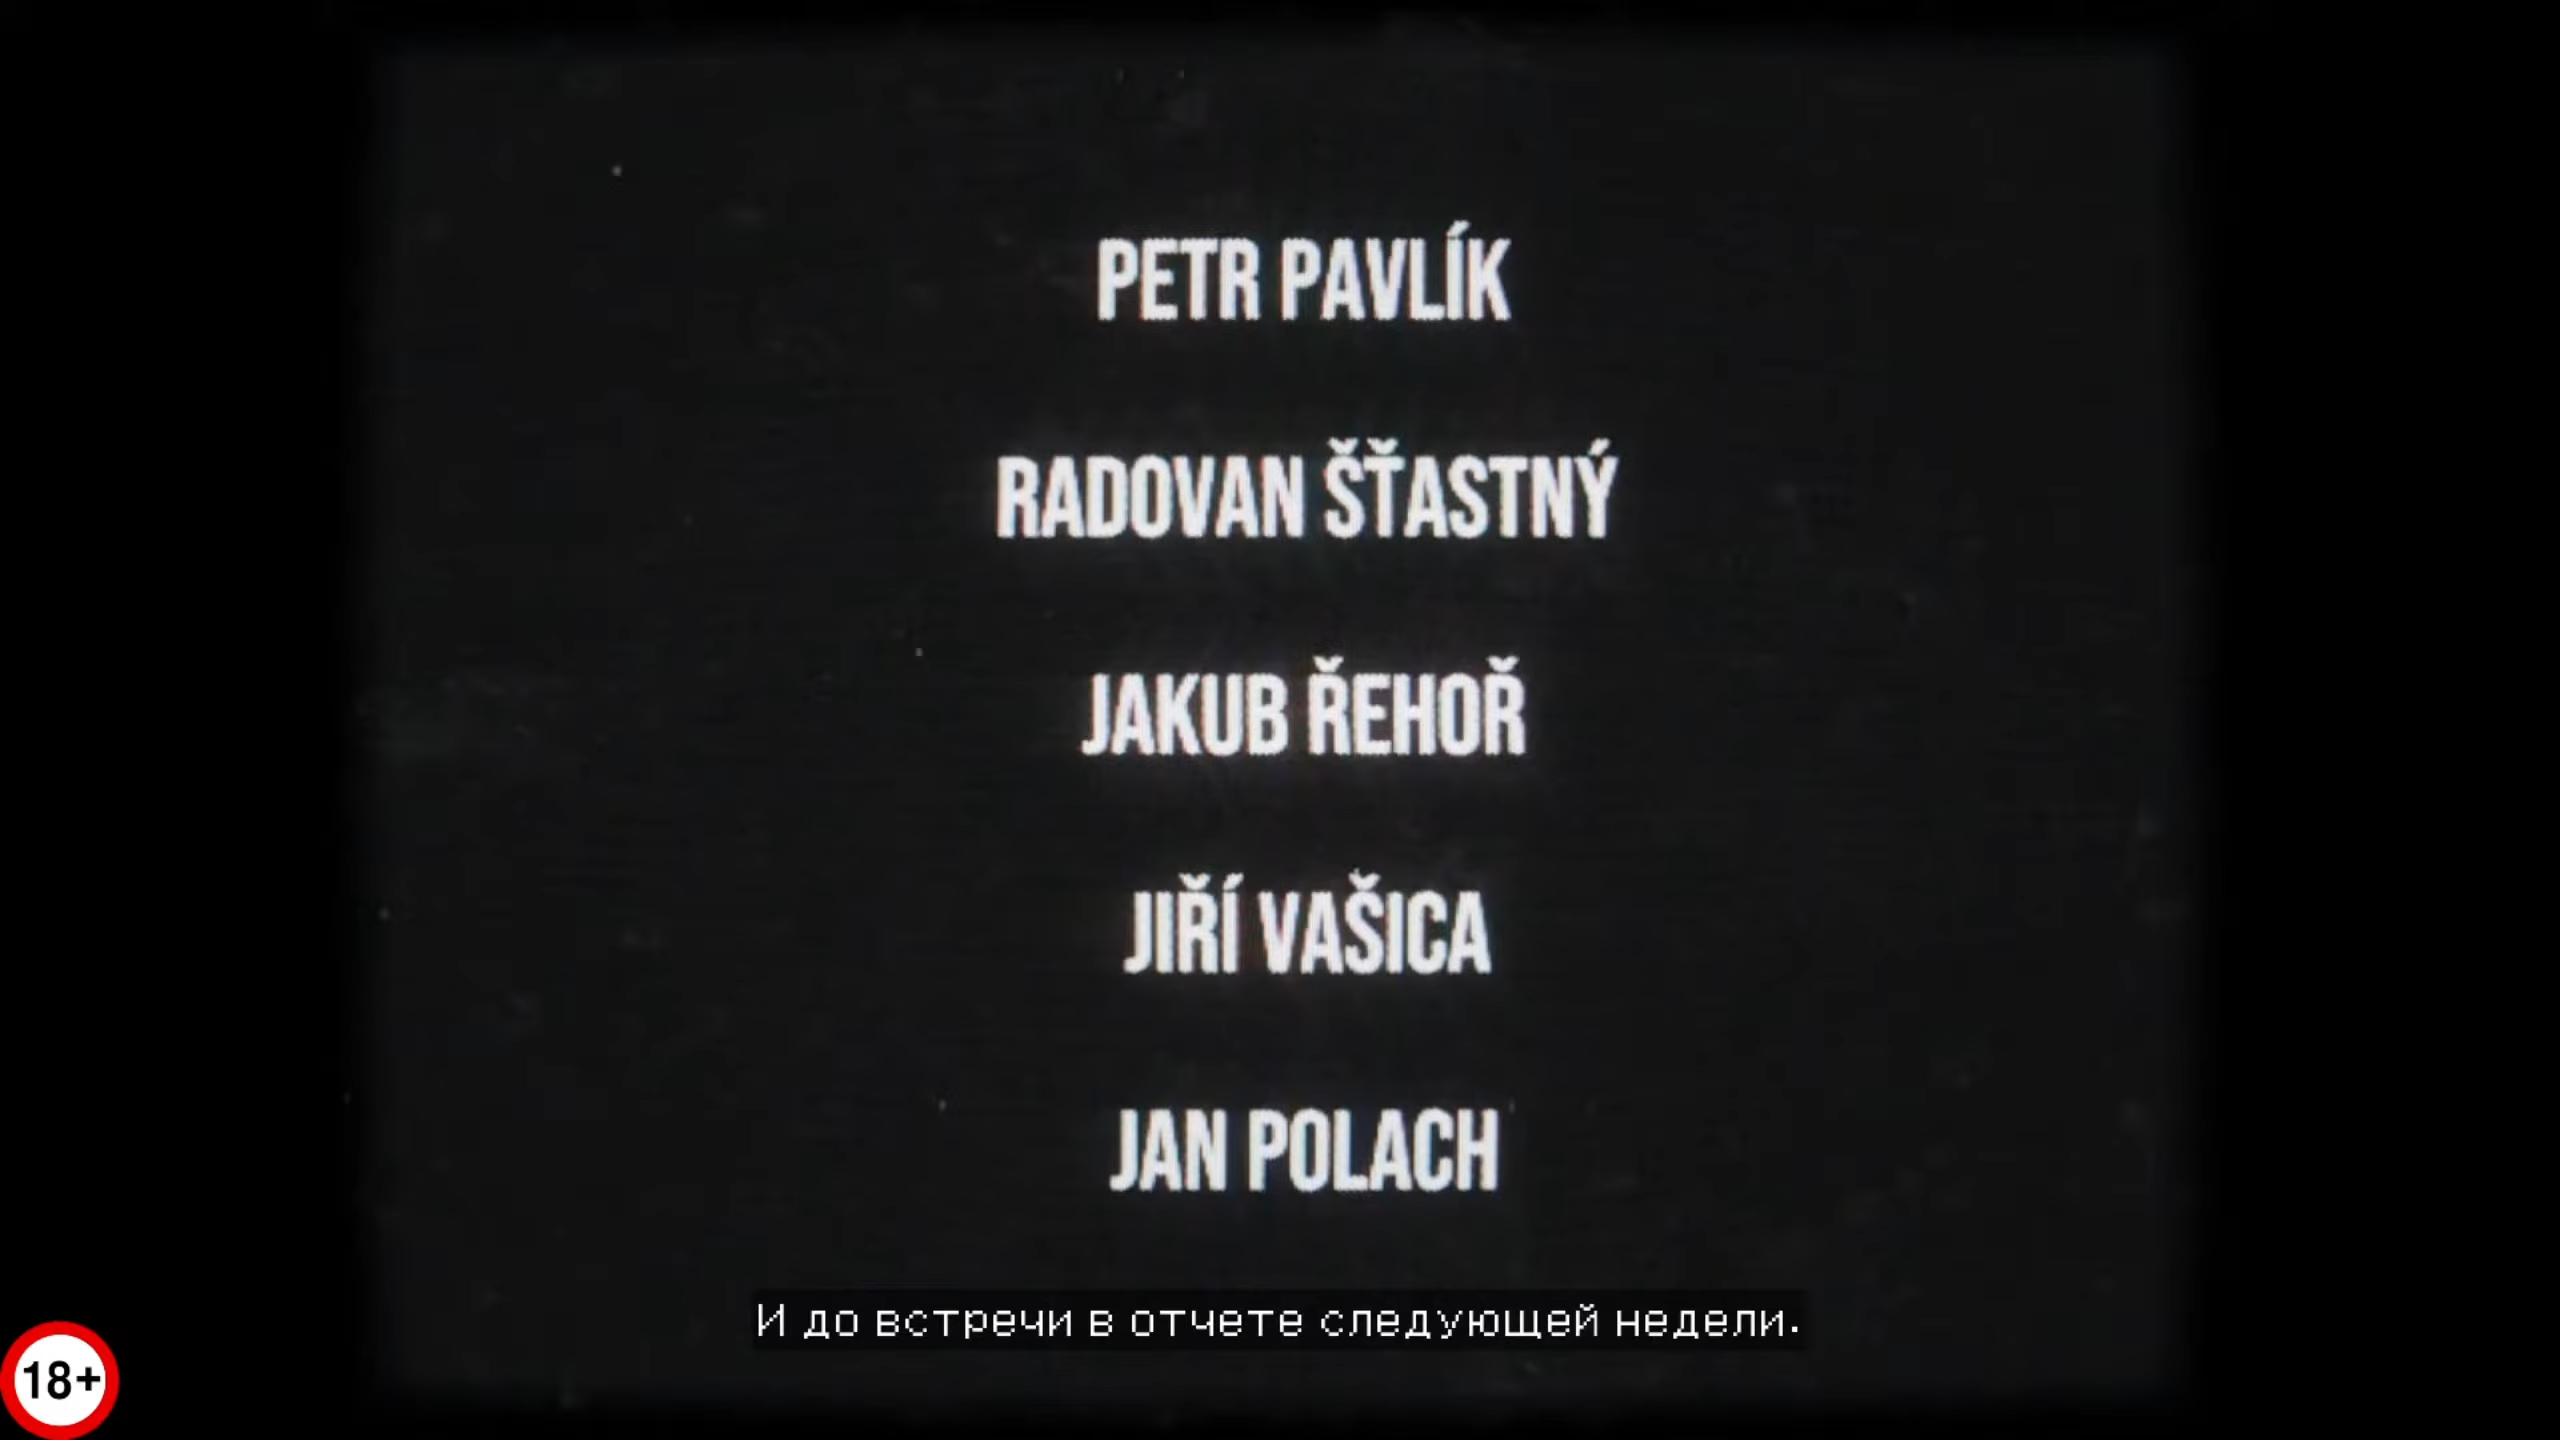 PETR PAVLÍK
RADOVAN ŠŤASTNÝ
JAKUB ŘEHOŘ
JIŘÍ VAŠICA
JAN POLACH
И до встречи в отчете следующей недели.
18+